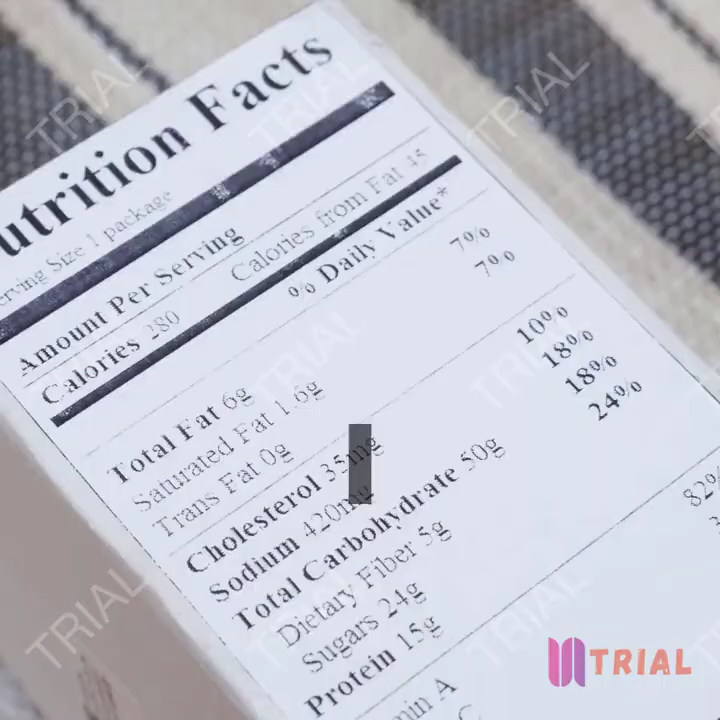 utrition Facts
erving Size 1 package
Amount Per Serving
Calories 280 Calories from Fat 45
% Daily Value*
Total Fat 6g 7%
Saturated Fat 1.6g 7%
Trans Fat 0g
Cholesterol 35mg 10%
Sodium 420mg 18%
Total Carbohydrate 50g 18%
Dietary Fiber 5g 24%
Sugars 24g
Protein 15g
min A 82%
C
TRIAL